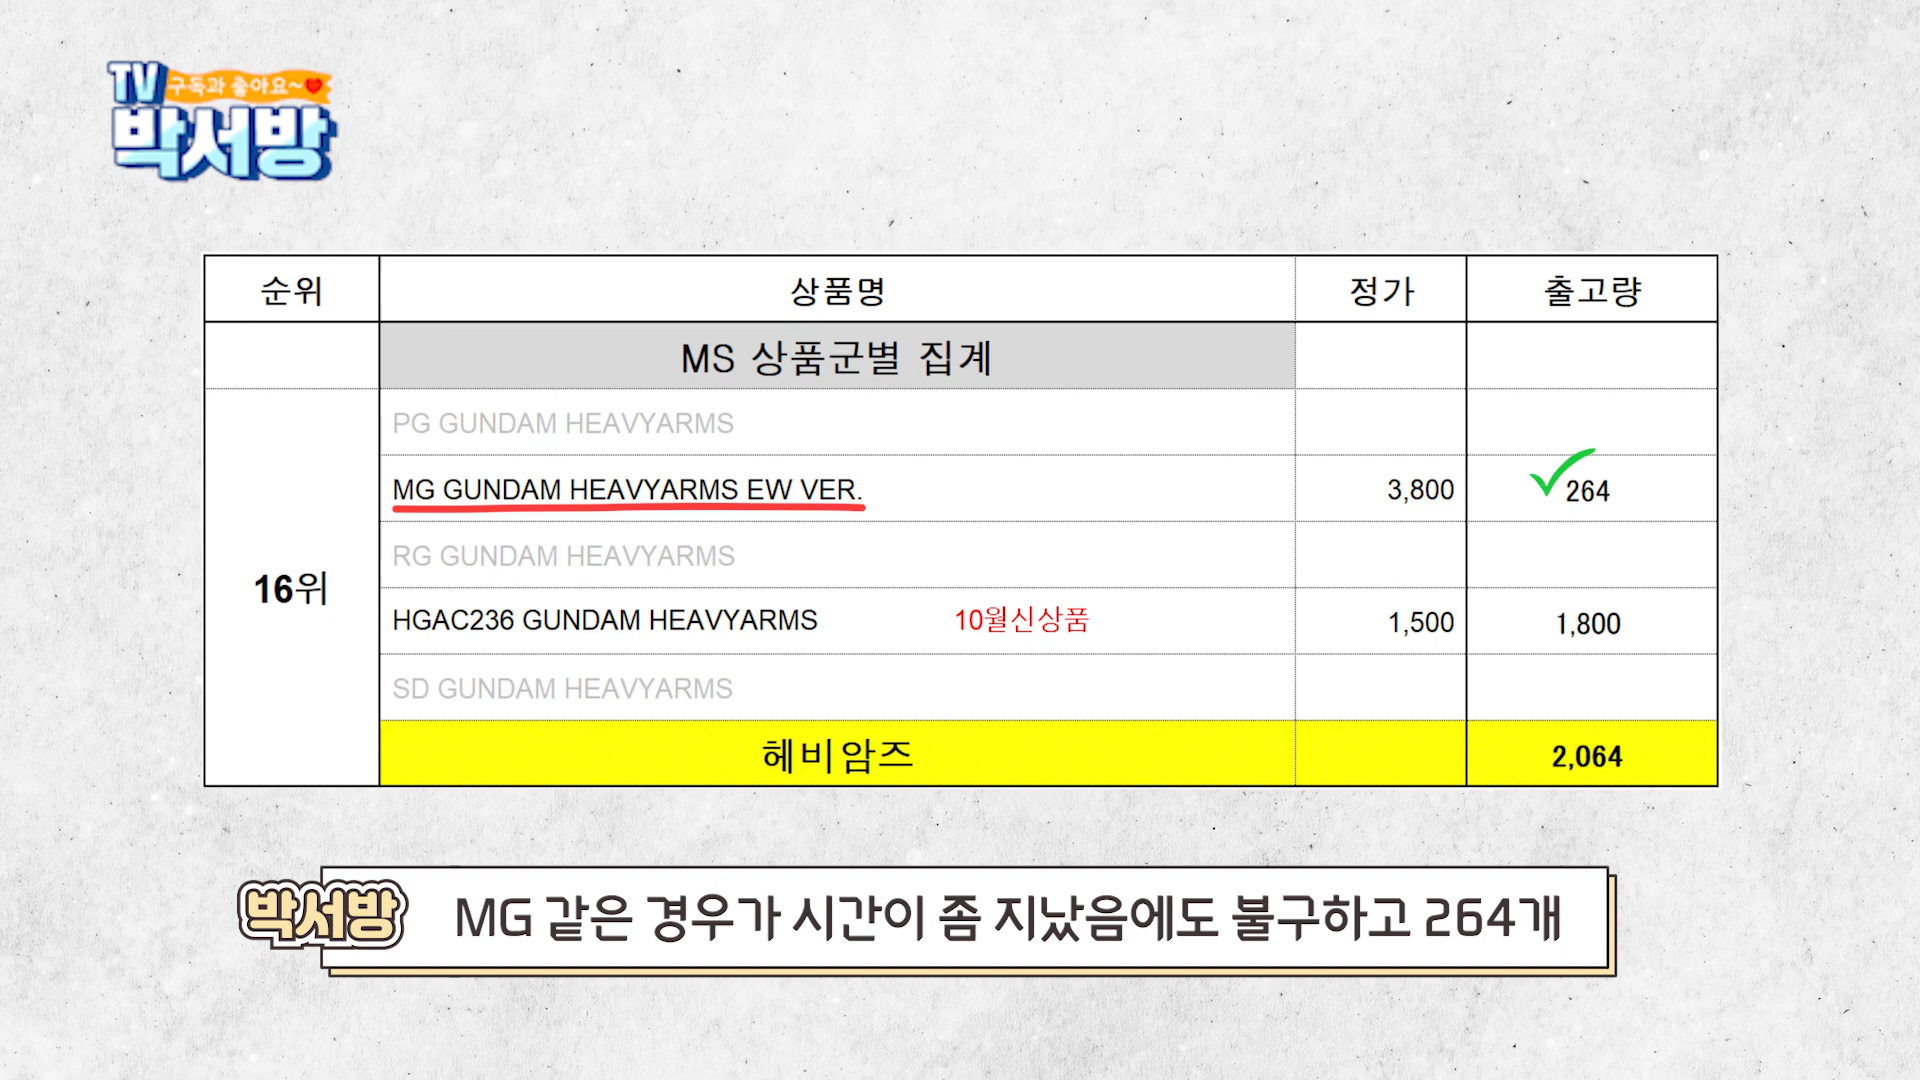 TV 구독과 좋아요~
박서방
순위 상품명 정가 출고량
MS 상품군별 집계
PG GUNDAM HEAVYARMS
MG GUNDAM HEAVYARMS EW VER. 3,800 264
RG GUNDAM HEAVYARMS
16위
HGAC236 GUNDAM HEAVYARMS 10월신상품 1,500 1,800
SD GUNDAM HEAVYARMS
헤비암즈 2,064
박서방 MG 같은 경우가 시간이 좀 지났음에도 불구하고 264개